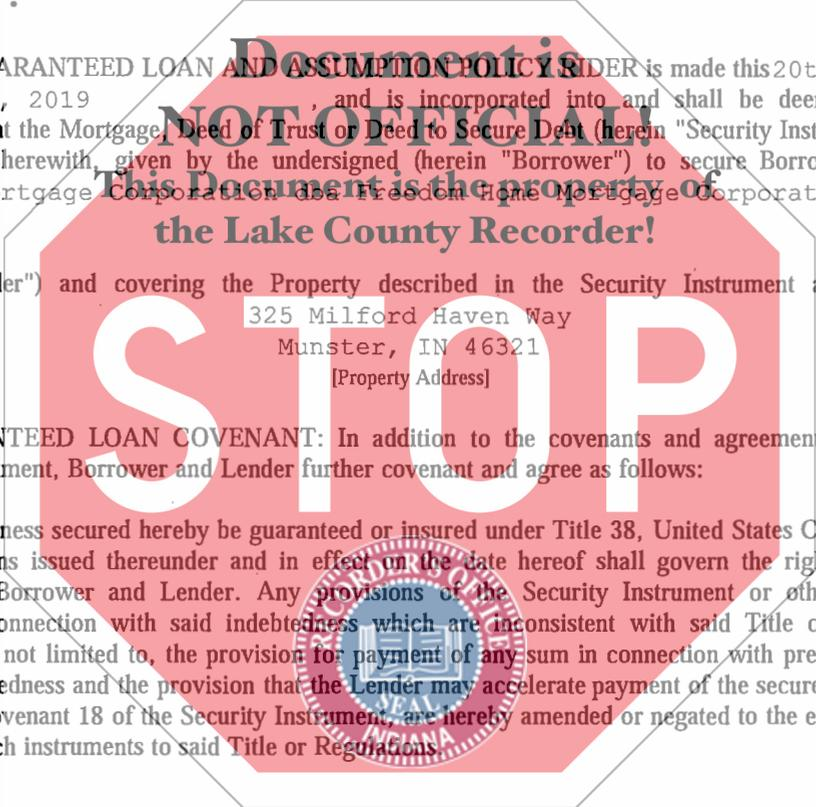 Document is
ARANTEED LOAN AND ASSUMPTION POLICY RIDER is made this 20t
, 2019 , and is incorporated into and shall be deer
NOT OFFICIAL!
t the Mortgage, Deed of Trust or Deed to Secure Debt (herein "Security Inst
herewith, given by the undersigned (herein "Borrower") to secure Borro
This Document is the property of
rtgage Corporation dba Freedom Home Mortgage Corporat
the Lake County Recorder!
er") and covering the Property described in the Security Instrument a
STOP
325 Milford Haven Way
Munster, IN 46321
[Property Address]
NTEED LOAN COVENANT: In addition to the covenants and agreement
ment, Borrower and Lender further covenant and agree as follows:
ness secured hereby be guaranteed or insured under Title 38, United States C
ns issued thereunder and in effect on the date hereof shall govern the righ
Borrower and Lender. Any provisions of the Security Instrument or oth
onnection with said indebtedness which are inconsistent with said Title o
not limited to, the provision for payment of any sum in connection with pre
edness and the provision that the Lender may accelerate payment of the secure
ovenant 18 of the Security Instrument, are hereby amended or negated to the e
h instruments to said Title or Regulations.
RECORDER'S OFFICE
SEAL
INDIANA